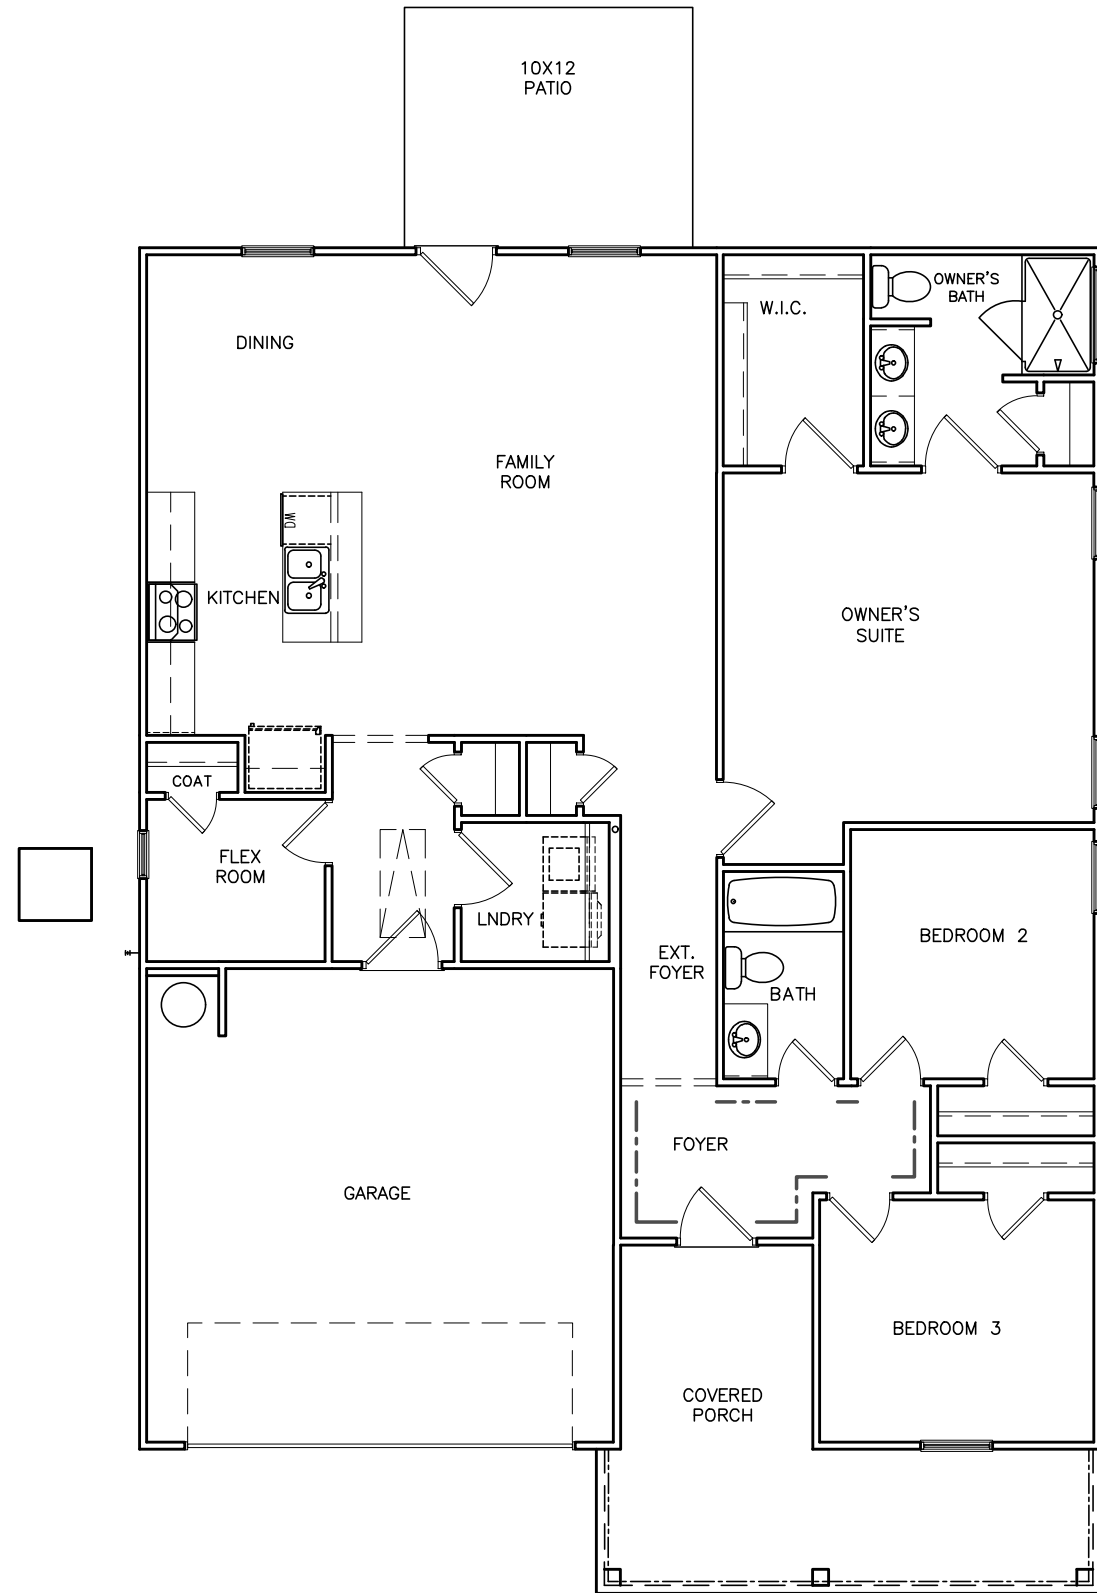 10X12
PATIO
OWNER'S
BATH
W.I.C.
DINING
FAMILY
ROOM
DW
KITCHEN
OWNER'S
SUITE
COAT
FLEX
ROOM
LNDRY
BEDROOM 2
EXT.
FOYER
BATH
FOYER
GARAGE
BEDROOM 3
COVERED
PORCH